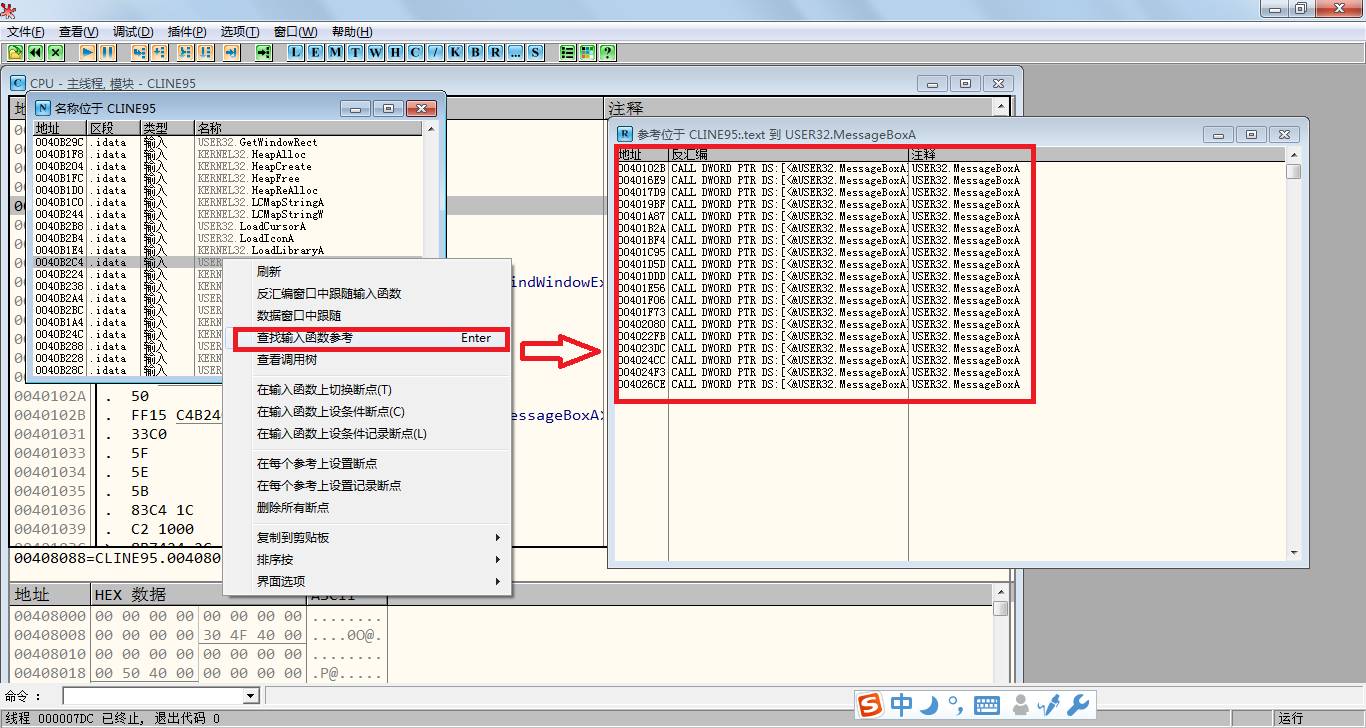 文件(F) 查看(V) 调试(D) 插件(P) 选项(T) 窗口(W) 帮助(H)
L E M T W H C / K B R ... S ?
C CPU - 主线程, 模块 - CLINE95
地
注释
N 名称位于 CLINE95
地址 区段 类型 名称
0040B29C .idata 输入 USER32.GetWindowRect
0040B1F8 .idata 输入 KERNEL32.HeapAlloc
0040B204 .idata 输入 KERNEL32.HeapCreate
0040B1FC .idata 输入 KERNEL32.HeapFree
0040B1D0 .idata 输入 KERNEL32.HeapReAlloc
0040B1C0 .idata 输入 KERNEL32.LCMapStringA
0040B244 .idata 输入 KERNEL32.LCMapStringW
0040B2B8 .idata 输入 USER32.LoadCursorA
0040B2B4 .idata 输入 USER32.LoadIconA
0040B1E4 .idata 输入 KERNEL32.LoadLibraryA
0040B2C4 .idata 输入 USER
0040B224 .idata 输入 KERN
0040B238 .idata 输入 KERN
0040B2A4 .idata 输入 USER
0040B2BC .idata 输入 USER
0040B1A4 .idata 输入 KERN
0040B24C .idata 输入 KERN
0040B288 .idata 输入 USER
0040B228 .idata 输入 KERN
0040B28C .idata 输入 USER
刷新
反汇编窗口中跟随输入函数
数据窗口中跟随
查找输入函数参考 Enter
查看调用树
在输入函数上切换断点(T)
在输入函数上设条件断点(C)
在输入函数上设条件记录断点(L)
在每个参考上设置断点
在每个参考上设置记录断点
删除所有断点
复制到剪贴板
排序按
界面选项
indWindowEx
essageBoxA>
R 参考位于 CLINE95:.text 到 USER32.MessageBoxA
地址 反汇编 注释
0040102B CALL DWORD PTR DS:[<&USER32.MessageBoxA USER32.MessageBoxA
004016E9 CALL DWORD PTR DS:[<&USER32.MessageBoxA USER32.MessageBoxA
004017D9 CALL DWORD PTR DS:[<&USER32.MessageBoxA USER32.MessageBoxA
004019BF CALL DWORD PTR DS:[<&USER32.MessageBoxA USER32.MessageBoxA
00401A87 CALL DWORD PTR DS:[<&USER32.MessageBoxA USER32.MessageBoxA
00401B2A CALL DWORD PTR DS:[<&USER32.MessageBoxA USER32.MessageBoxA
00401BF4 CALL DWORD PTR DS:[<&USER32.MessageBoxA USER32.MessageBoxA
00401C95 CALL DWORD PTR DS:[<&USER32.MessageBoxA USER32.MessageBoxA
00401D5D CALL DWORD PTR DS:[<&USER32.MessageBoxA USER32.MessageBoxA
00401DDD CALL DWORD PTR DS:[<&USER32.MessageBoxA USER32.MessageBoxA
00401E56 CALL DWORD PTR DS:[<&USER32.MessageBoxA USER32.MessageBoxA
00401F06 CALL DWORD PTR DS:[<&USER32.MessageBoxA USER32.MessageBoxA
00401F73 CALL DWORD PTR DS:[<&USER32.MessageBoxA USER32.MessageBoxA
00402080 CALL DWORD PTR DS:[<&USER32.MessageBoxA USER32.MessageBoxA
004022FB CALL DWORD PTR DS:[<&USER32.MessageBoxA USER32.MessageBoxA
004023DC CALL DWORD PTR DS:[<&USER32.MessageBoxA USER32.MessageBoxA
004024CC CALL DWORD PTR DS:[<&USER32.MessageBoxA USER32.MessageBoxA
004024F3 CALL DWORD PTR DS:[<&USER32.MessageBoxA USER32.MessageBoxA
004026CE CALL DWORD PTR DS:[<&USER32.MessageBoxA USER32.MessageBoxA
0040102A . 50
0040102B . FF15 C4B24
00401031 . 33C0
00401033 . 5F
00401034 . 5E
00401035 . 5B
00401036 . 83C4 1C
00401039 . C2 1000
00408088=CLINE95.004080
地址 HEX 数据 ASCII
00408000 00 00 00 00 00 00 00 00 ........
00408008 00 00 00 00 30 4F 40 00 ....0O@.
00408010 00 00 00 00 00 00 00 00 ........
00408018 00 50 40 00 00 00 00 00 .P@.....
命令 :
S 中
线程 000007DC 已终止, 退出代码 0 运行